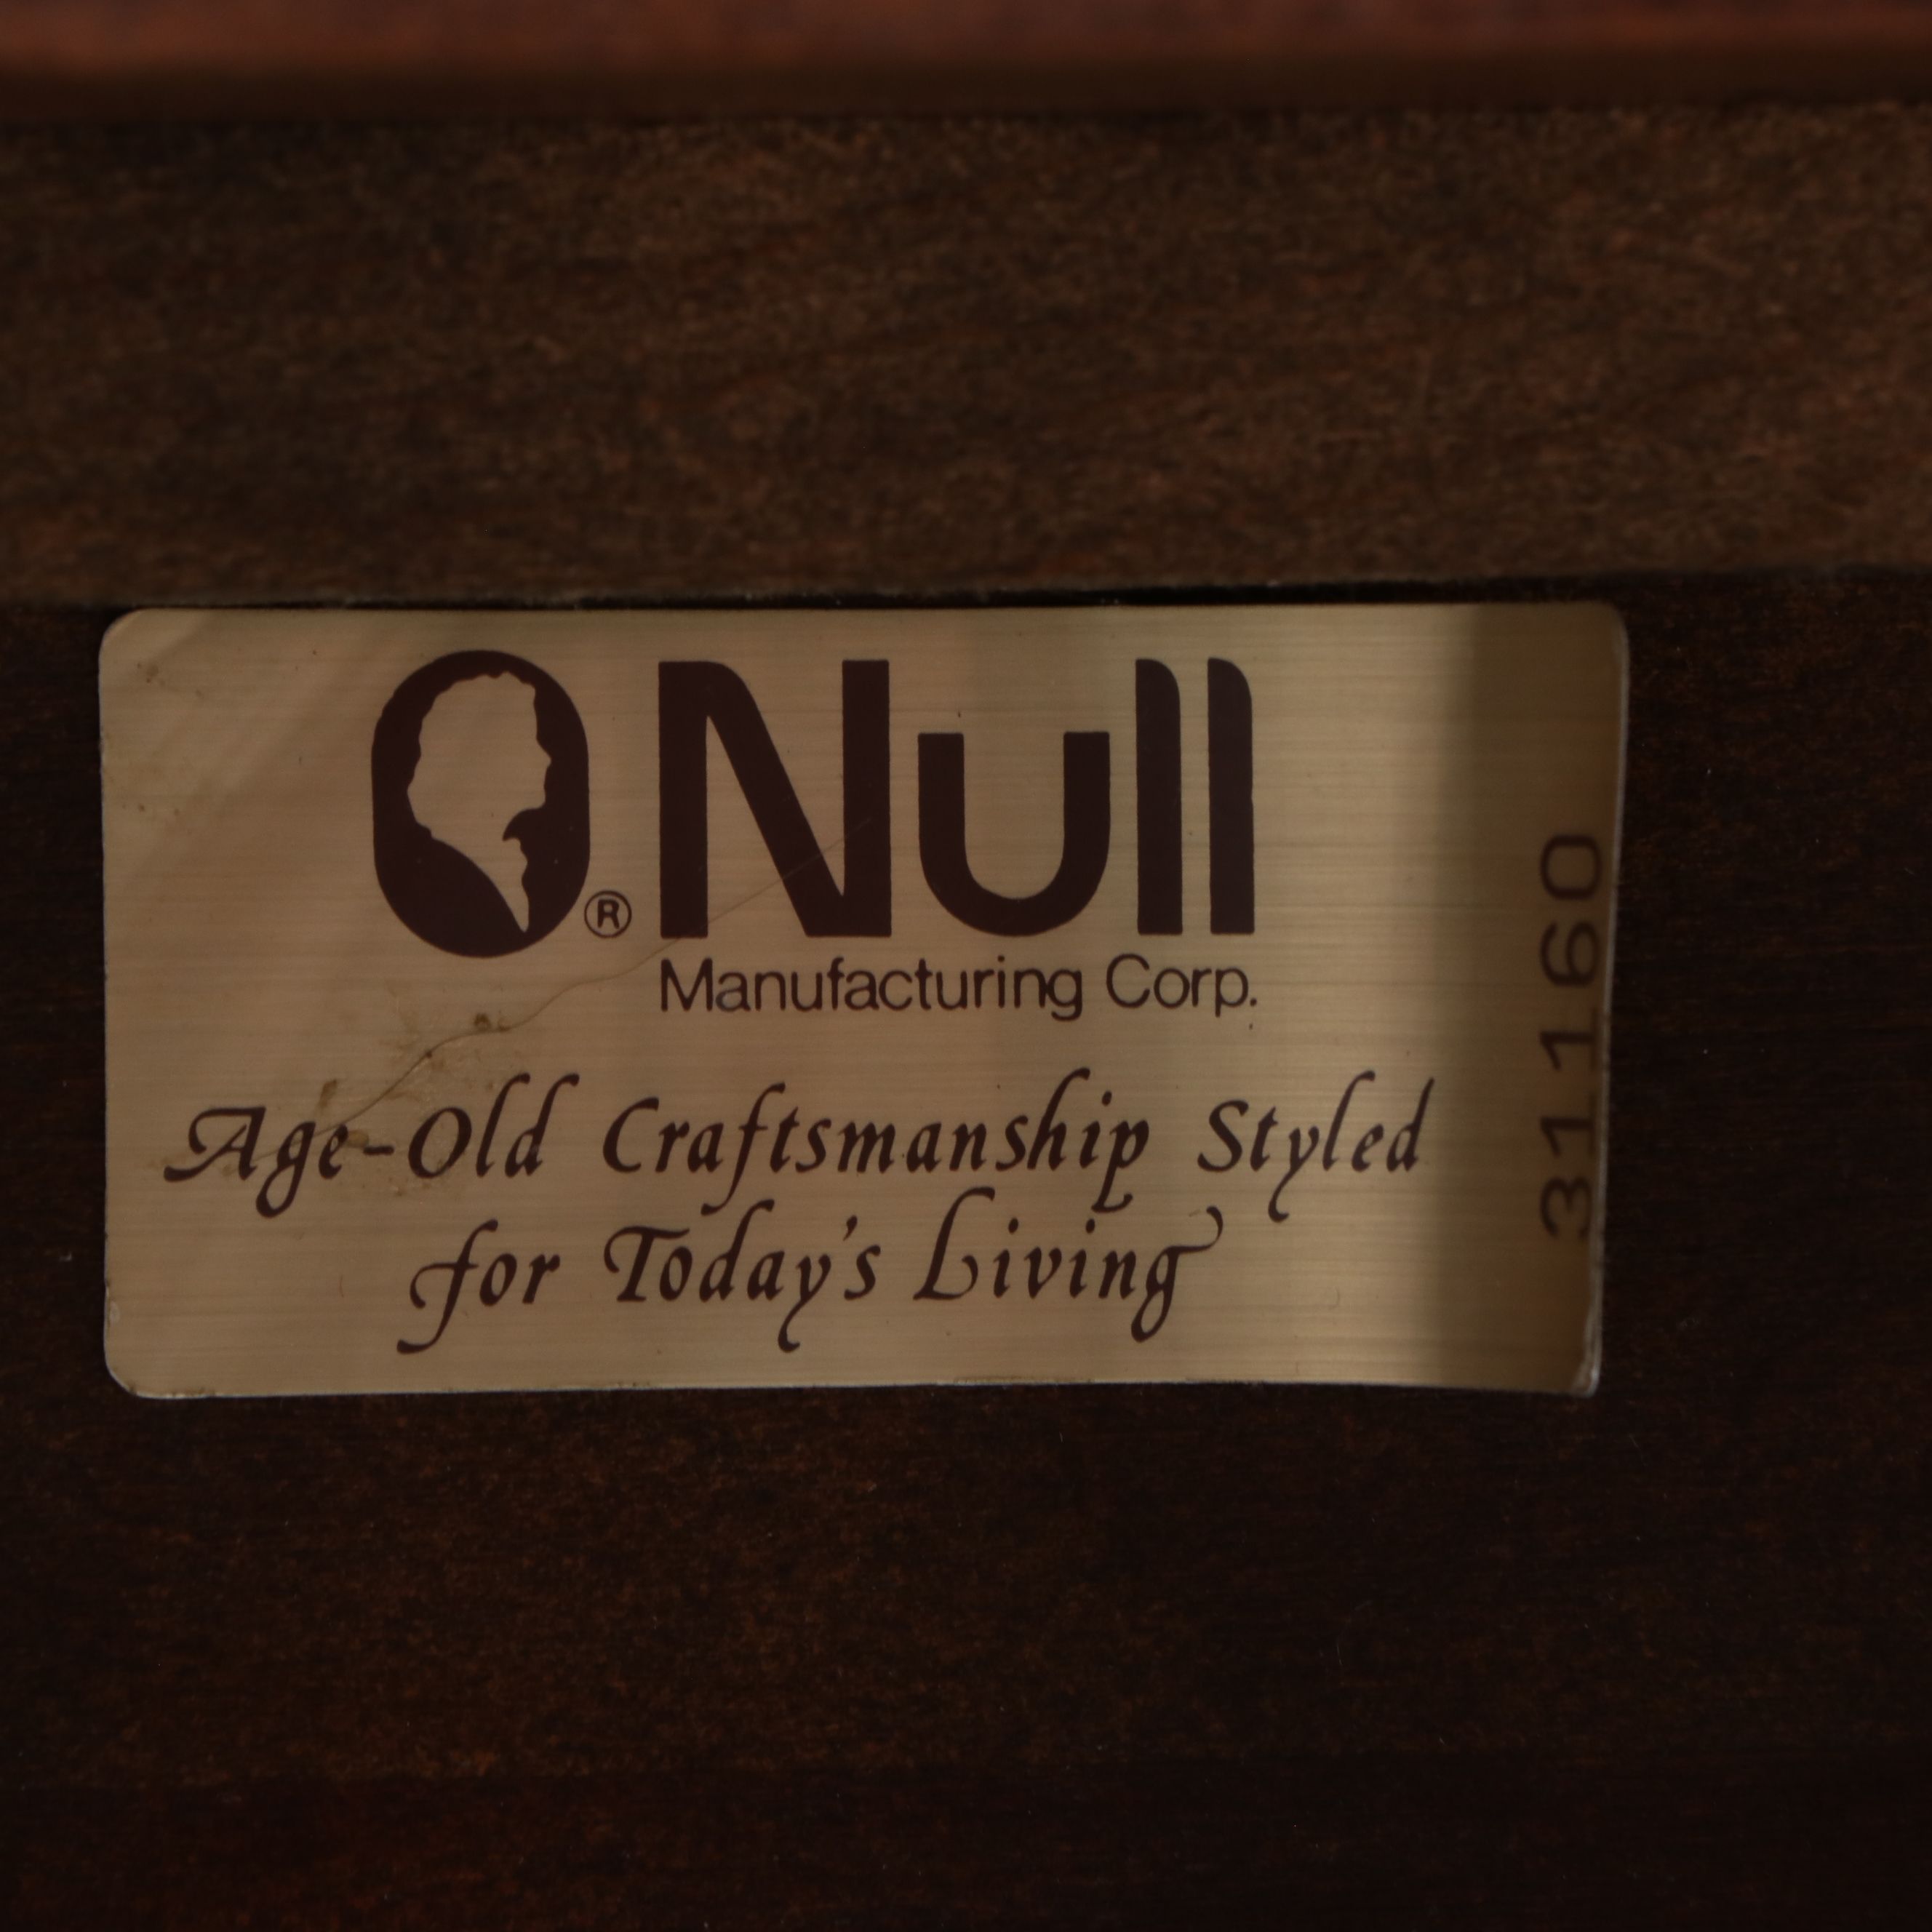 ® Null
Manufacturing Corp.
Age-Old Craftsmanship Styled
for Today's Living
31160